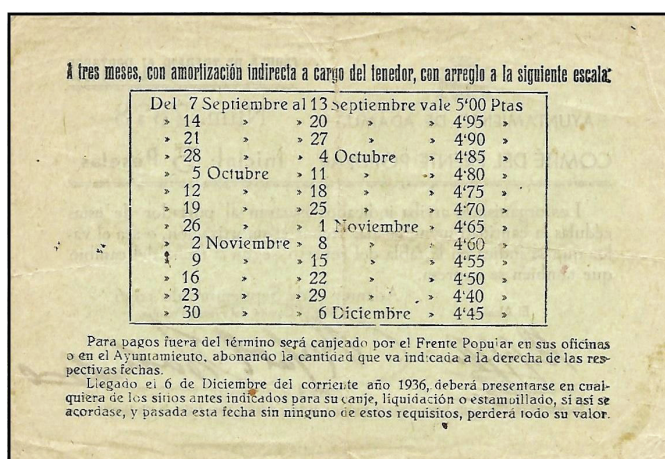 A tres meses, con amortización indirecta a cargo del tenedor, con arreglo a la siguiente escala:
Del 7 Septiembre al 13 Septiembre vale 5'00 Ptas
» 14 » » 20 » » 4'95 »
» 21 » » 27 » » 4'90 »
» 28 » » 4 Octubre » 4'85 »
» 5 Octubre » 11 » » 4'80 »
» 12 » » 18 » » 4'75 »
» 19 » » 25 » » 4'70 »
» 26 » » 1 Noviembre » 4'65 »
» 2 Noviembre » 8 » » 4'60 »
» 9 » » 15 » » 4'55 »
» 16 » » 22 » » 4'50 »
» 23 » » 29 » » 4'40 »
» 30 » » 6 Diciembre » 4'45 »
Para pagos fuera del término será canjeado por el Frente Popular en sus oficinas
o en el Ayuntamiento, abonando la cantidad que va indicada a la derecha de las res-
pectivas fechas.
Llegado el 6 de Diciembre del corriente año 1936, deberá presentarse en cual-
quiera de los sitios antes indicados para su canje, liquidación o estampillado, si así se
acordase, y pasada esta fecha sin ninguno de estos requisitos, perderá todo su valor.